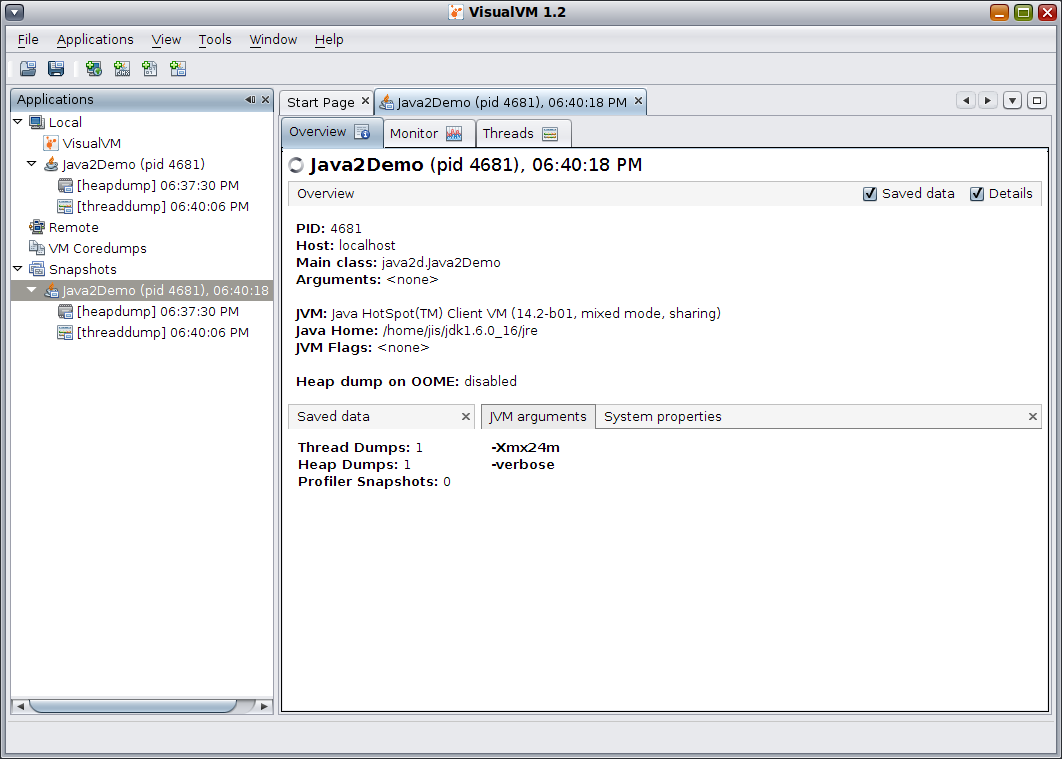 VisualVM 1.2
File Applications View Tools Window Help
Applications
Local
VisualVM
Java2Demo (pid 4681)
[heapdump] 06:37:30 PM
[threaddump] 06:40:06 PM
Remote
VM Coredumps
Snapshots
Java2Demo (pid 4681), 06:40:18
[heapdump] 06:37:30 PM
[threaddump] 06:40:06 PM
Start Page Java2Demo (pid 4681), 06:40:18 PM
Overview Monitor Threads
Java2Demo (pid 4681), 06:40:18 PM
Overview Saved data Details
PID: 4681
Host: localhost
Main class: java2d.Java2Demo
Arguments: <none>
JVM: Java HotSpot(TM) Client VM (14.2-b01, mixed mode, sharing)
Java Home: /home/jis/jdk1.6.0_16/jre
JVM Flags: <none>
Heap dump on OOME: disabled
Saved data
Thread Dumps: 1
Heap Dumps: 1
Profiler Snapshots: 0
JVM arguments System properties
-Xmx24m
-verbose